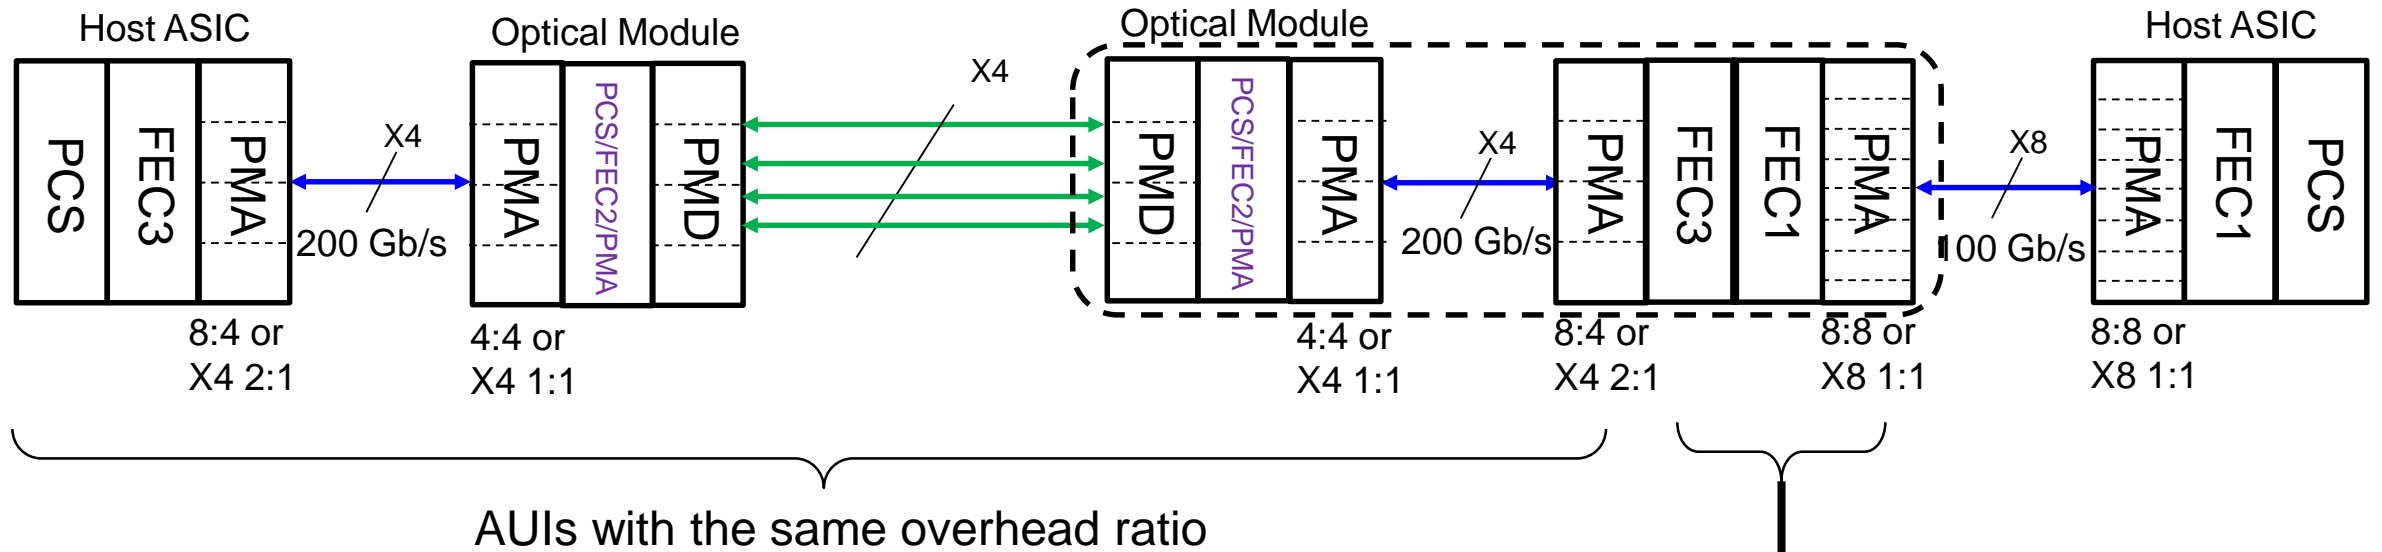 Host ASIC
Optical Module
Optical Module
Host ASIC
PCS
FEC3
PMA
X4
200 Gb/s
PMA
PCS/FEC2/PMA
PMD
X4
PMD
PCS/FEC2/PMA
PMA
X4
200 Gb/s
PMA
FEC3
FEC1
PMA
X8
100 Gb/s
PMA
FEC1
PCS
8:4 or
X4 2:1
4:4 or
X4 1:1
4:4 or
X4 1:1
8:4 or
X4 2:1
8:8 or
X8 1:1
8:8 or
X8 1:1
AUIs with the same overhead ratio